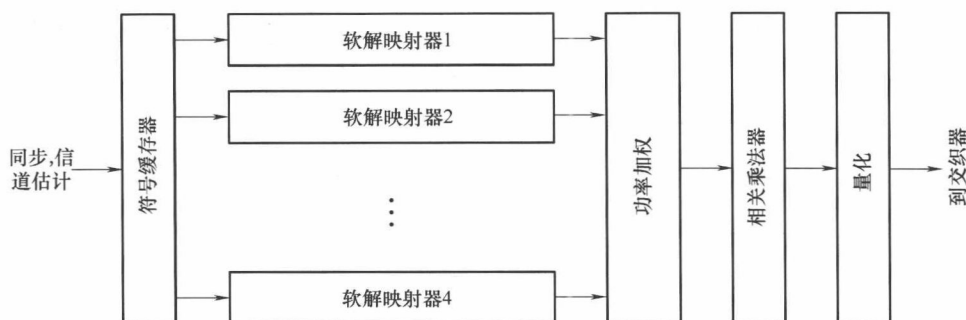 同步,信
道估计
符号缓存器
软解映射器1
软解映射器2
软解映射器4
功率加权
相关乘法器
量化
到交织器